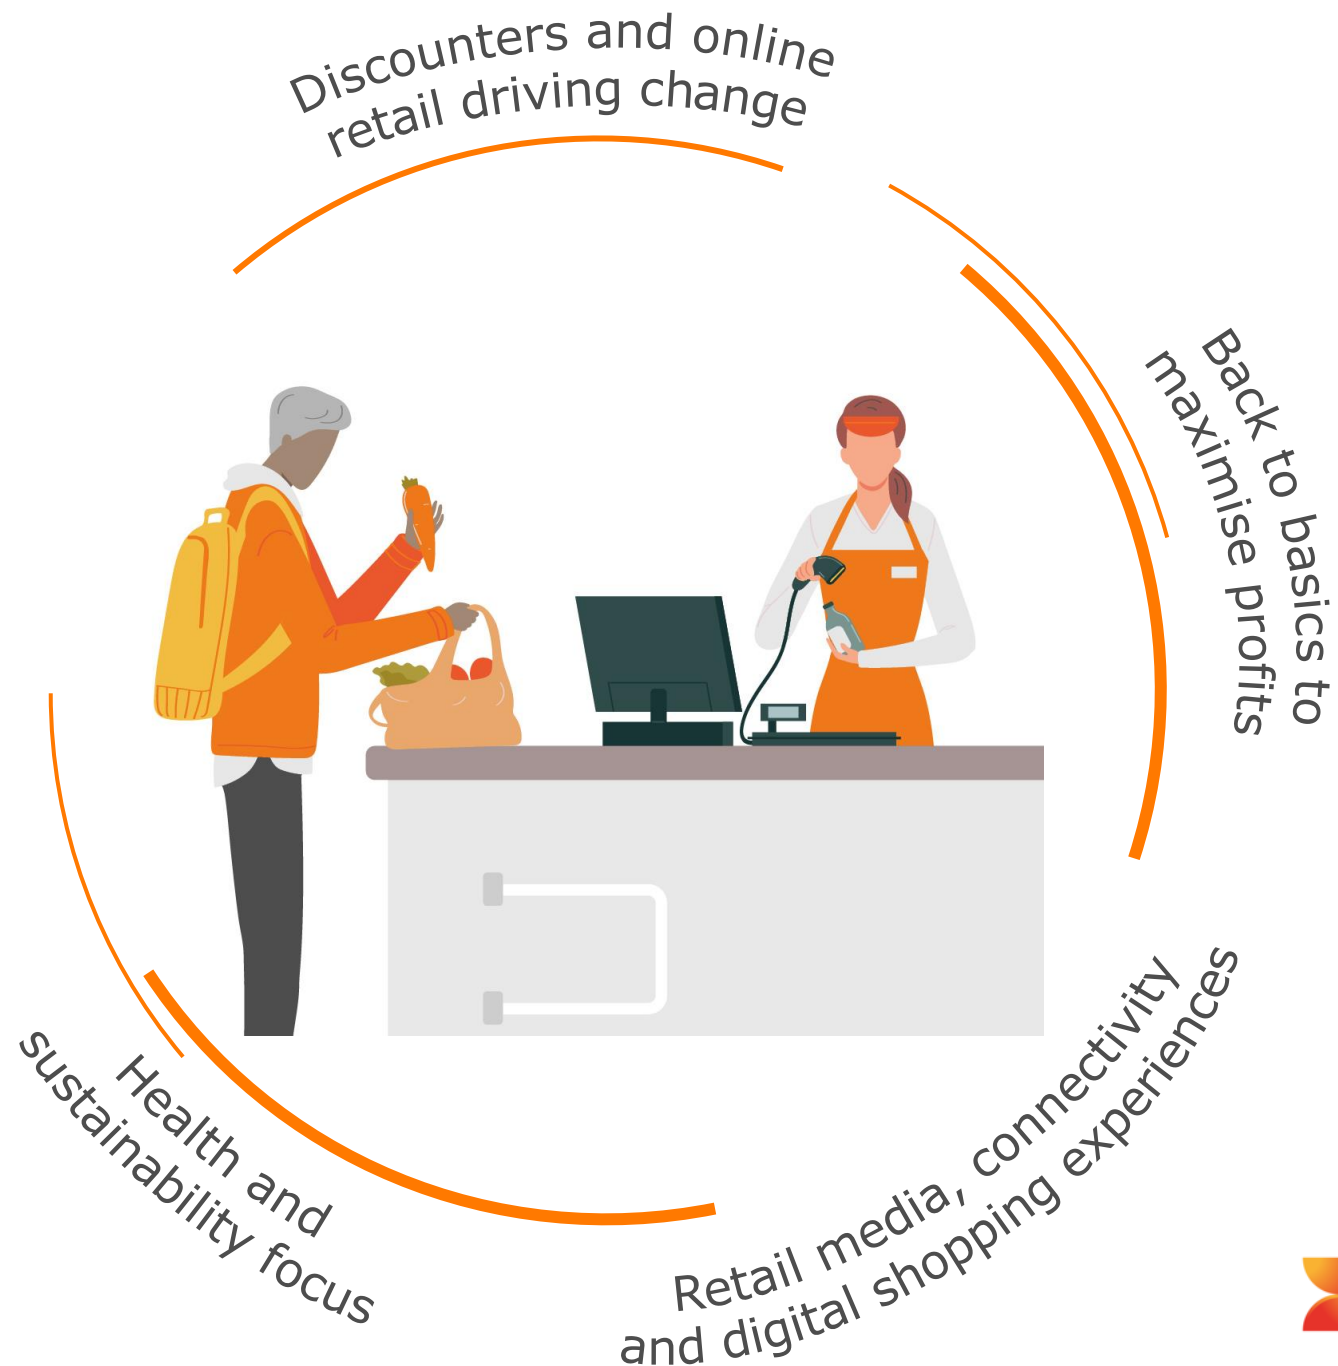 Discounters and online
retail driving change
Back to basics to
maximise profits
Retail media, connectivity
and digital shopping experiences
Health and
sustainability focus